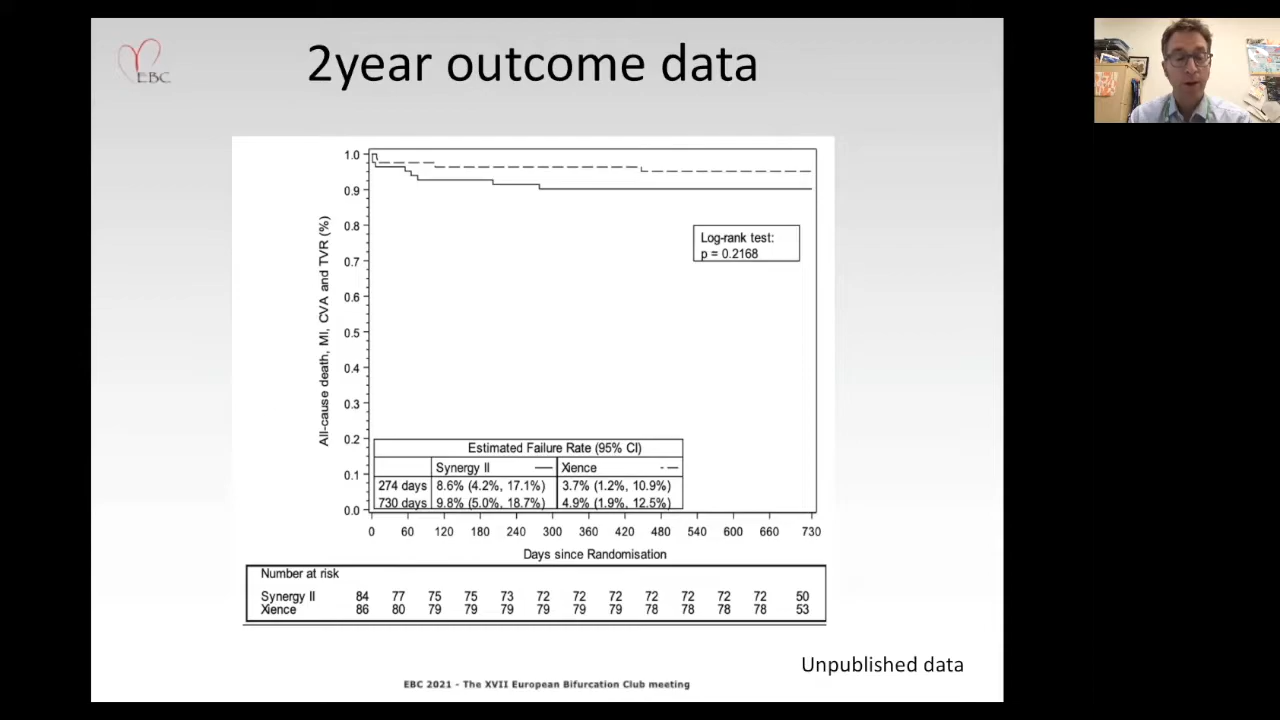 EBC
2year outcome data
All-cause death, MI, CVA and TVR (%)
1.0
0.9
0.8
0.7
0.6
0.5
0.4
0.3
0.2
0.1
0.0
Log-rank test:
p = 0.2168
Estimated Failure Rate (95% CI)
Synergy II Xience
274 days 8.6% (4.2%, 17.1%) 3.7% (1.2%, 10.9%)
730 days 9.8% (5.0%, 18.7%) 4.9% (1.9%, 12.5%)
0 60 120 180 240 300 360 420 480 540 600 660 730
Days since Randomisation
Number at risk
Synergy II 84 77 75 75 73 72 72 72 72 72 72 72 50
Xience 86 80 79 79 79 79 79 79 78 78 78 78 53
Unpublished data
EBC 2021 - The XVII European Bifurcation Club meeting